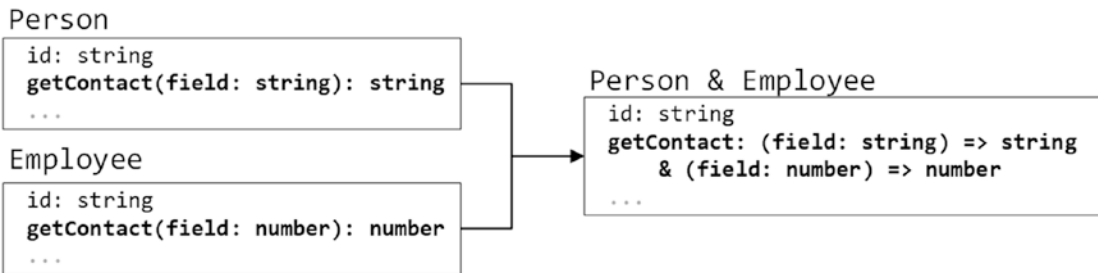 Person
id: string
getContact(field: string): string
...
Employee
id: string
getContact(field: number): number
...
Person & Employee
id: string
getContact: (field: string) => string
& (field: number) => number
...